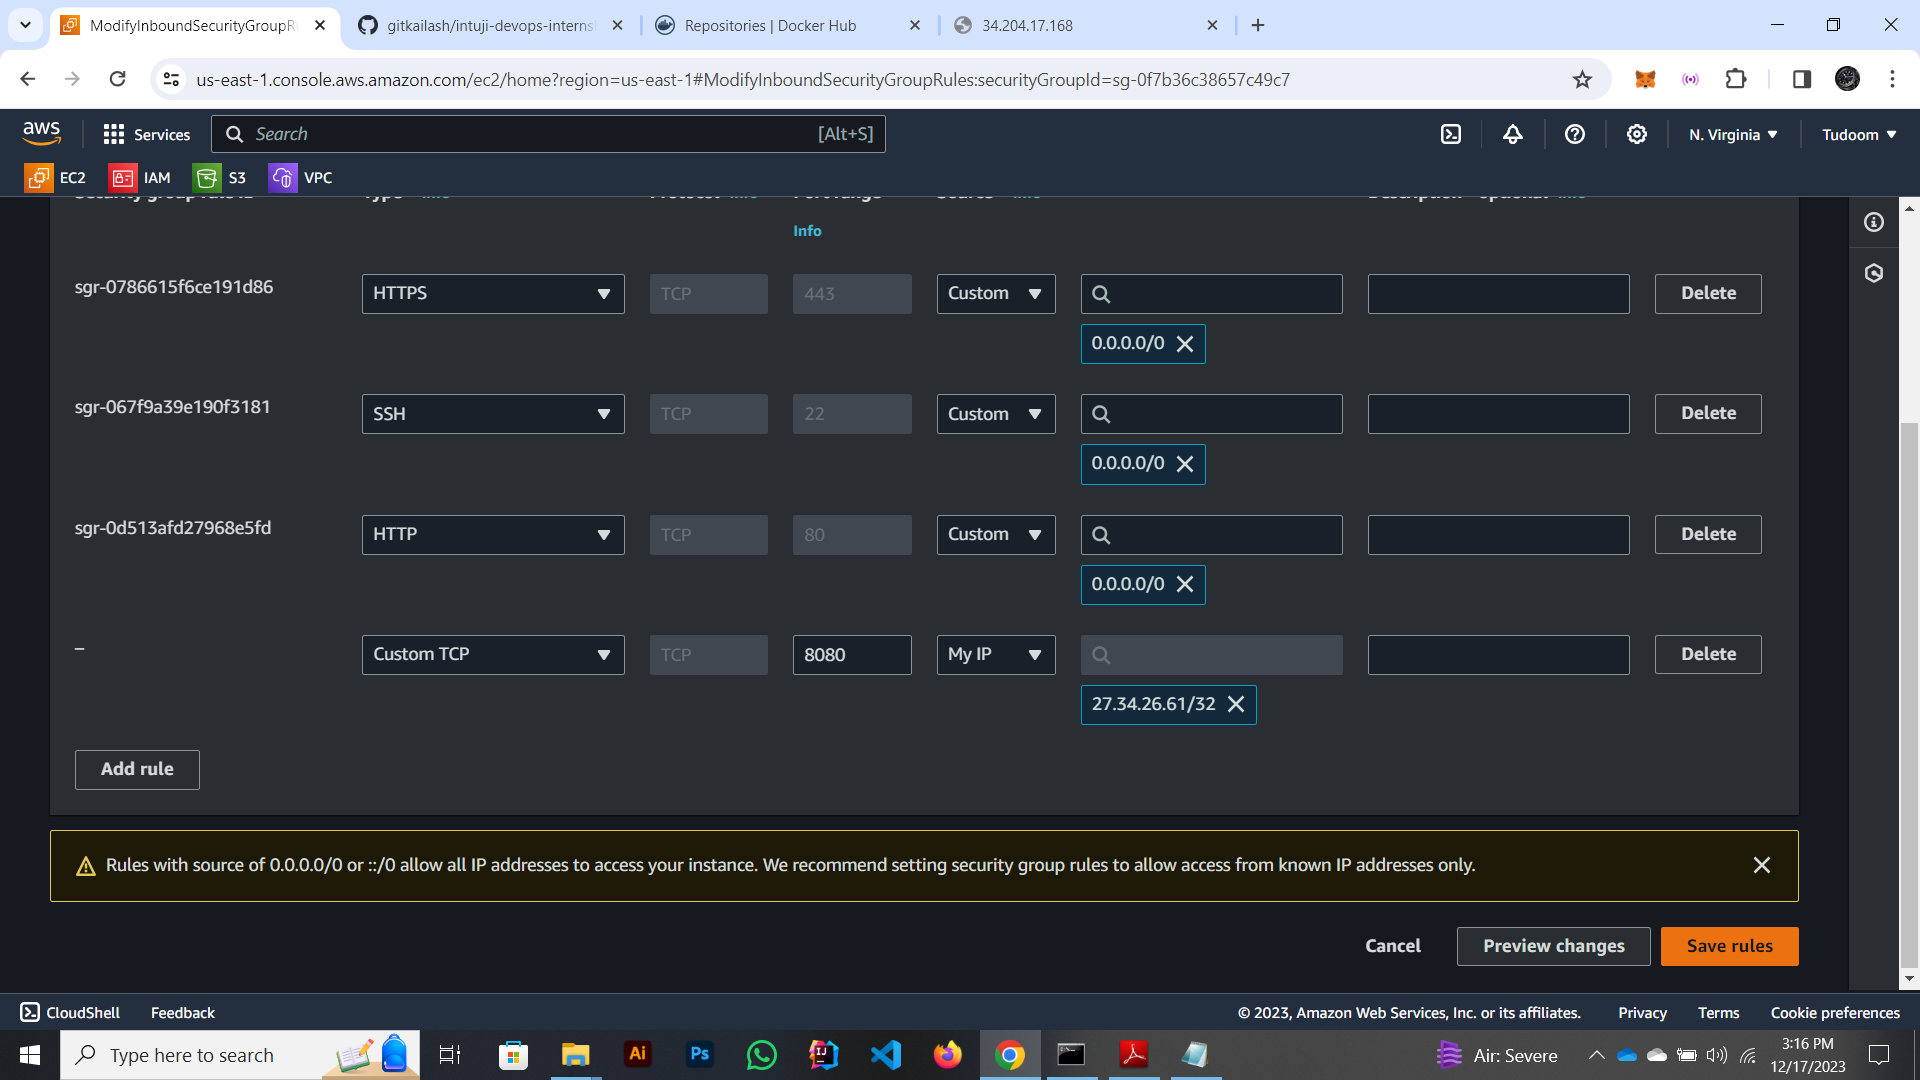 ModifyInboundSecurityGroupRu
gitkailash/intuji-devops-interns
Repositories | Docker Hub
34.204.17.168
us-east-1.console.aws.amazon.com/ec2/home?region=us-east-1#ModifyInboundSecurityGroupRules:securityGroupId=sg-0f7b36c38657c49c7
aws Services Search [Alt+S] N. Virginia Tudoom
EC2 IAM S3 VPC
Info
sgr-0786615f6ce191d86 HTTPS TCP 443 Custom Delete
0.0.0.0/0
sgr-067f9a39e190f3181 SSH TCP 22 Custom Delete
0.0.0.0/0
sgr-0d513afd27968e5fd HTTP TCP 80 Custom Delete
0.0.0.0/0
– Custom TCP TCP 8080 My IP Delete
27.34.26.61/32
Add rule
Rules with source of 0.0.0.0/0 or ::/0 allow all IP addresses to access your instance. We recommend setting security group rules to allow access from known IP addresses only.
Cancel Preview changes Save rules
CloudShell Feedback © 2023, Amazon Web Services, Inc. or its affiliates. Privacy Terms Cookie preferences
Type here to search Ai Ps Air: Severe 3:16 PM
12/17/2023